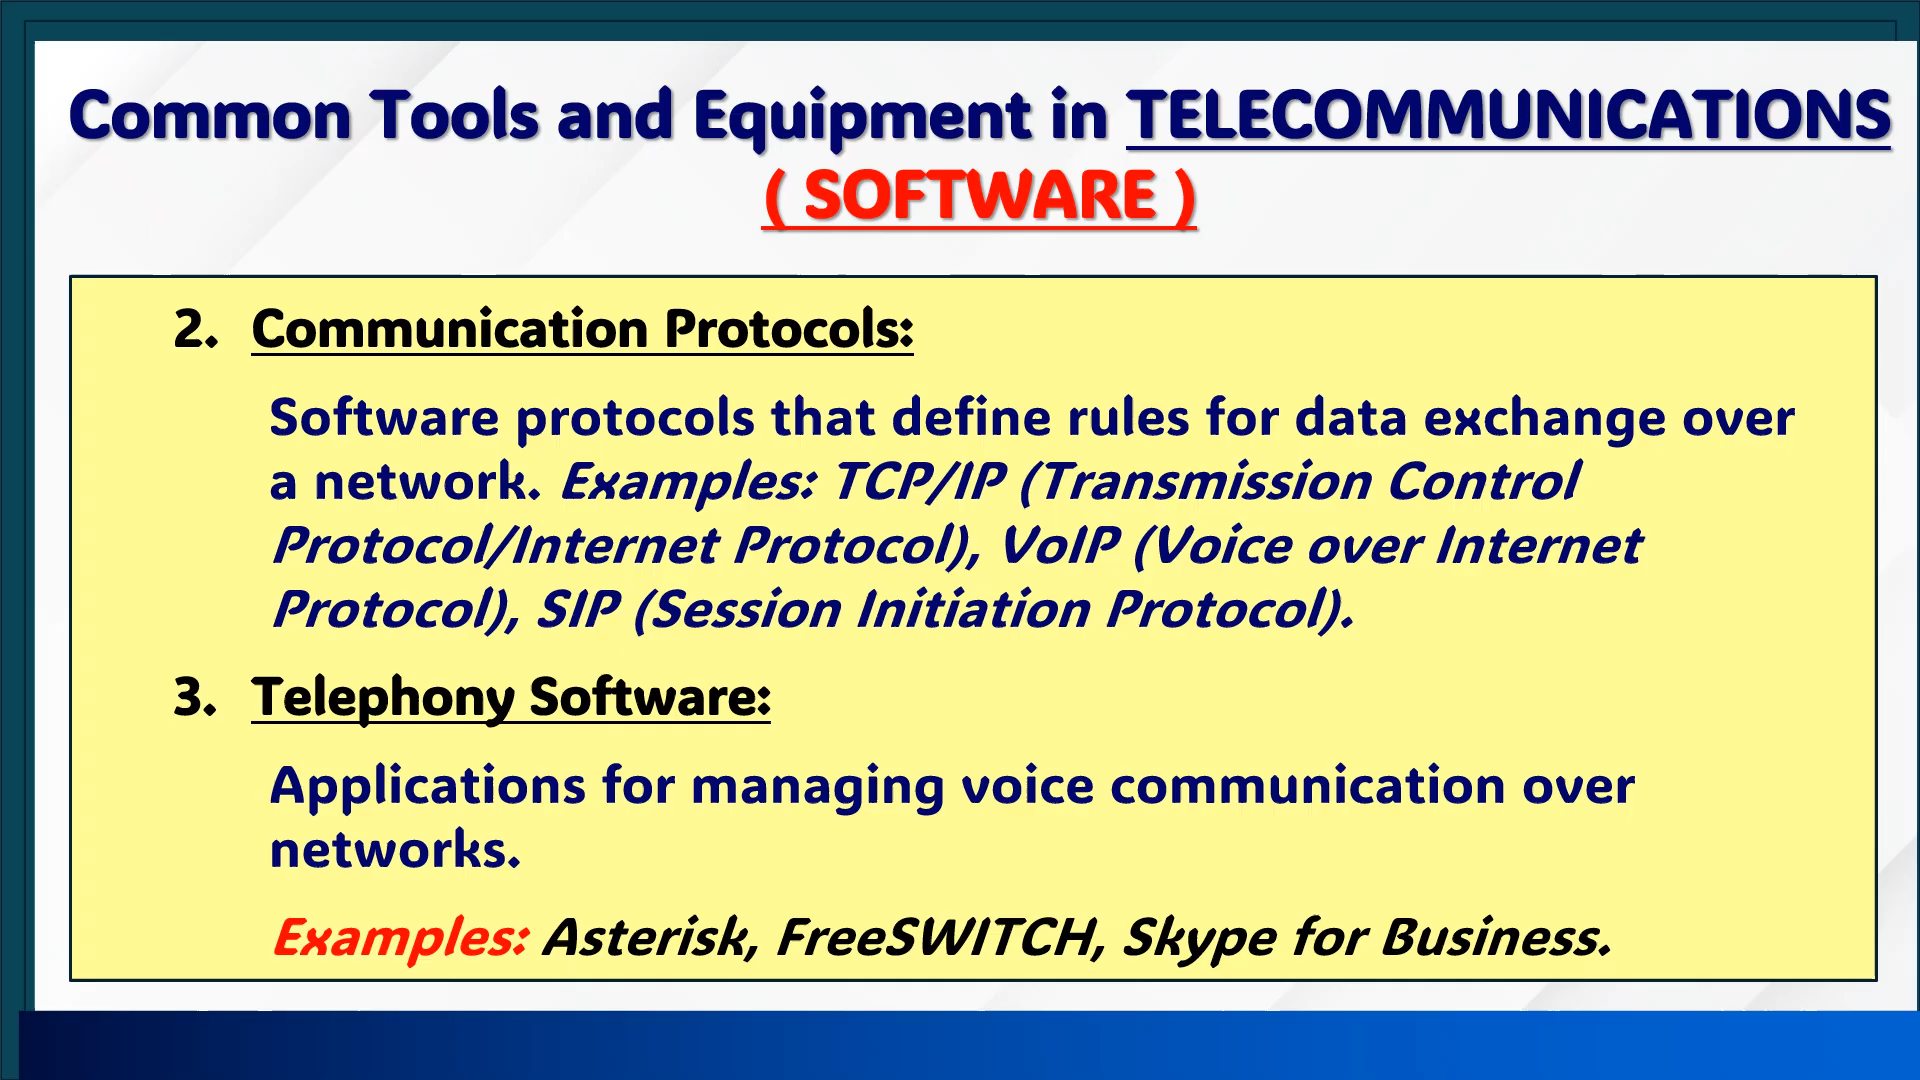 Common Tools and Equipment in TELECOMMUNICATIONS
( SOFTWARE )
2. Communication Protocols:
Software protocols that define rules for data exchange over
a network. Examples: TCP/IP (Transmission Control
Protocol/Internet Protocol), VoIP (Voice over Internet
Protocol), SIP (Session Initiation Protocol).
3. Telephony Software:
Applications for managing voice communication over
networks.
Examples: Asterisk, FreeSWITCH, Skype for Business.